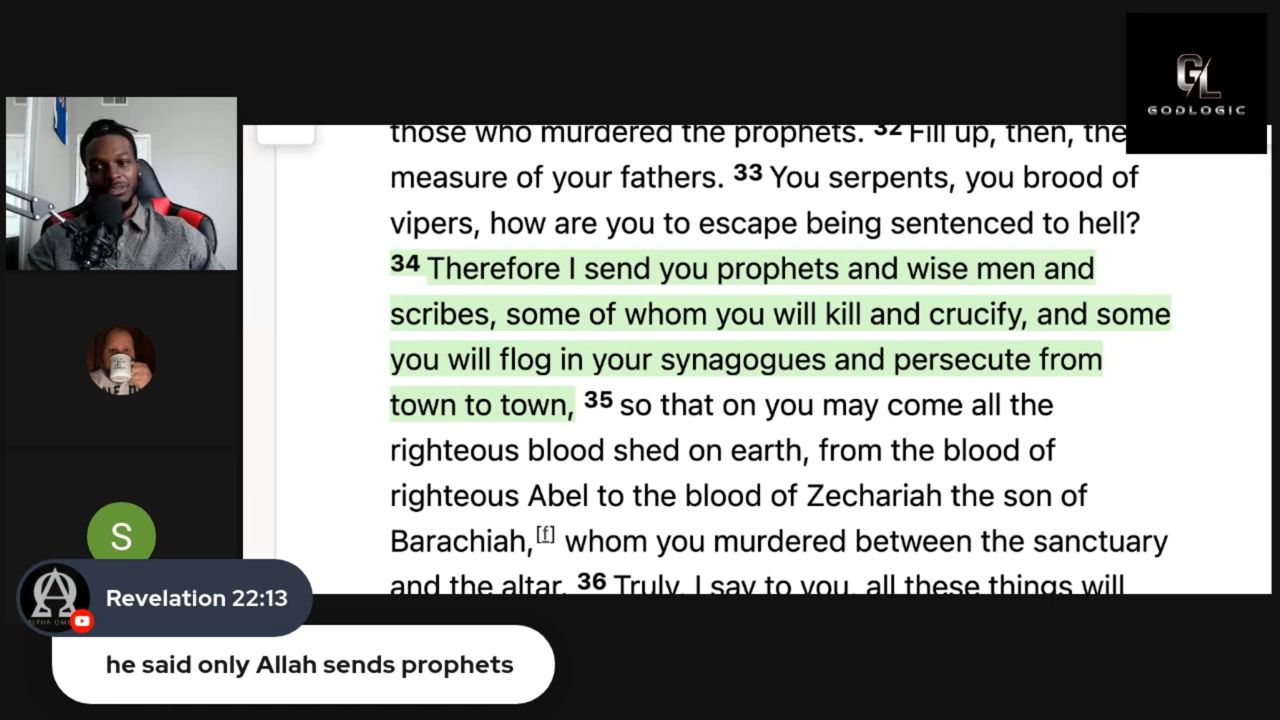 GL
GODLOGIC
those who murdered the prophets. 32 Fill up, then, the
measure of your fathers. 33 You serpents, you brood of
vipers, how are you to escape being sentenced to hell?
34 Therefore I send you prophets and wise men and
scribes, some of whom you will kill and crucify, and some
you will flog in your synagogues and persecute from
town to town, 35 so that on you may come all the
righteous blood shed on earth, from the blood of
righteous Abel to the blood of Zechariah the son of
Barachiah,[f] whom you murdered between the sanctuary
and the altar. 36 Truly, I say to you, all these things will
S
Revelation 22:13
he said only Allah sends prophets